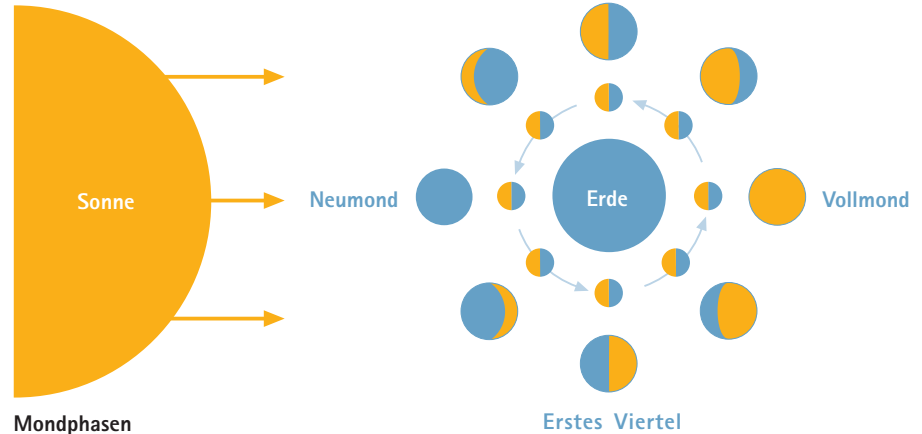 Sonne
Neumond
Erde
Vollmond
Erstes Viertel
Mondphasen